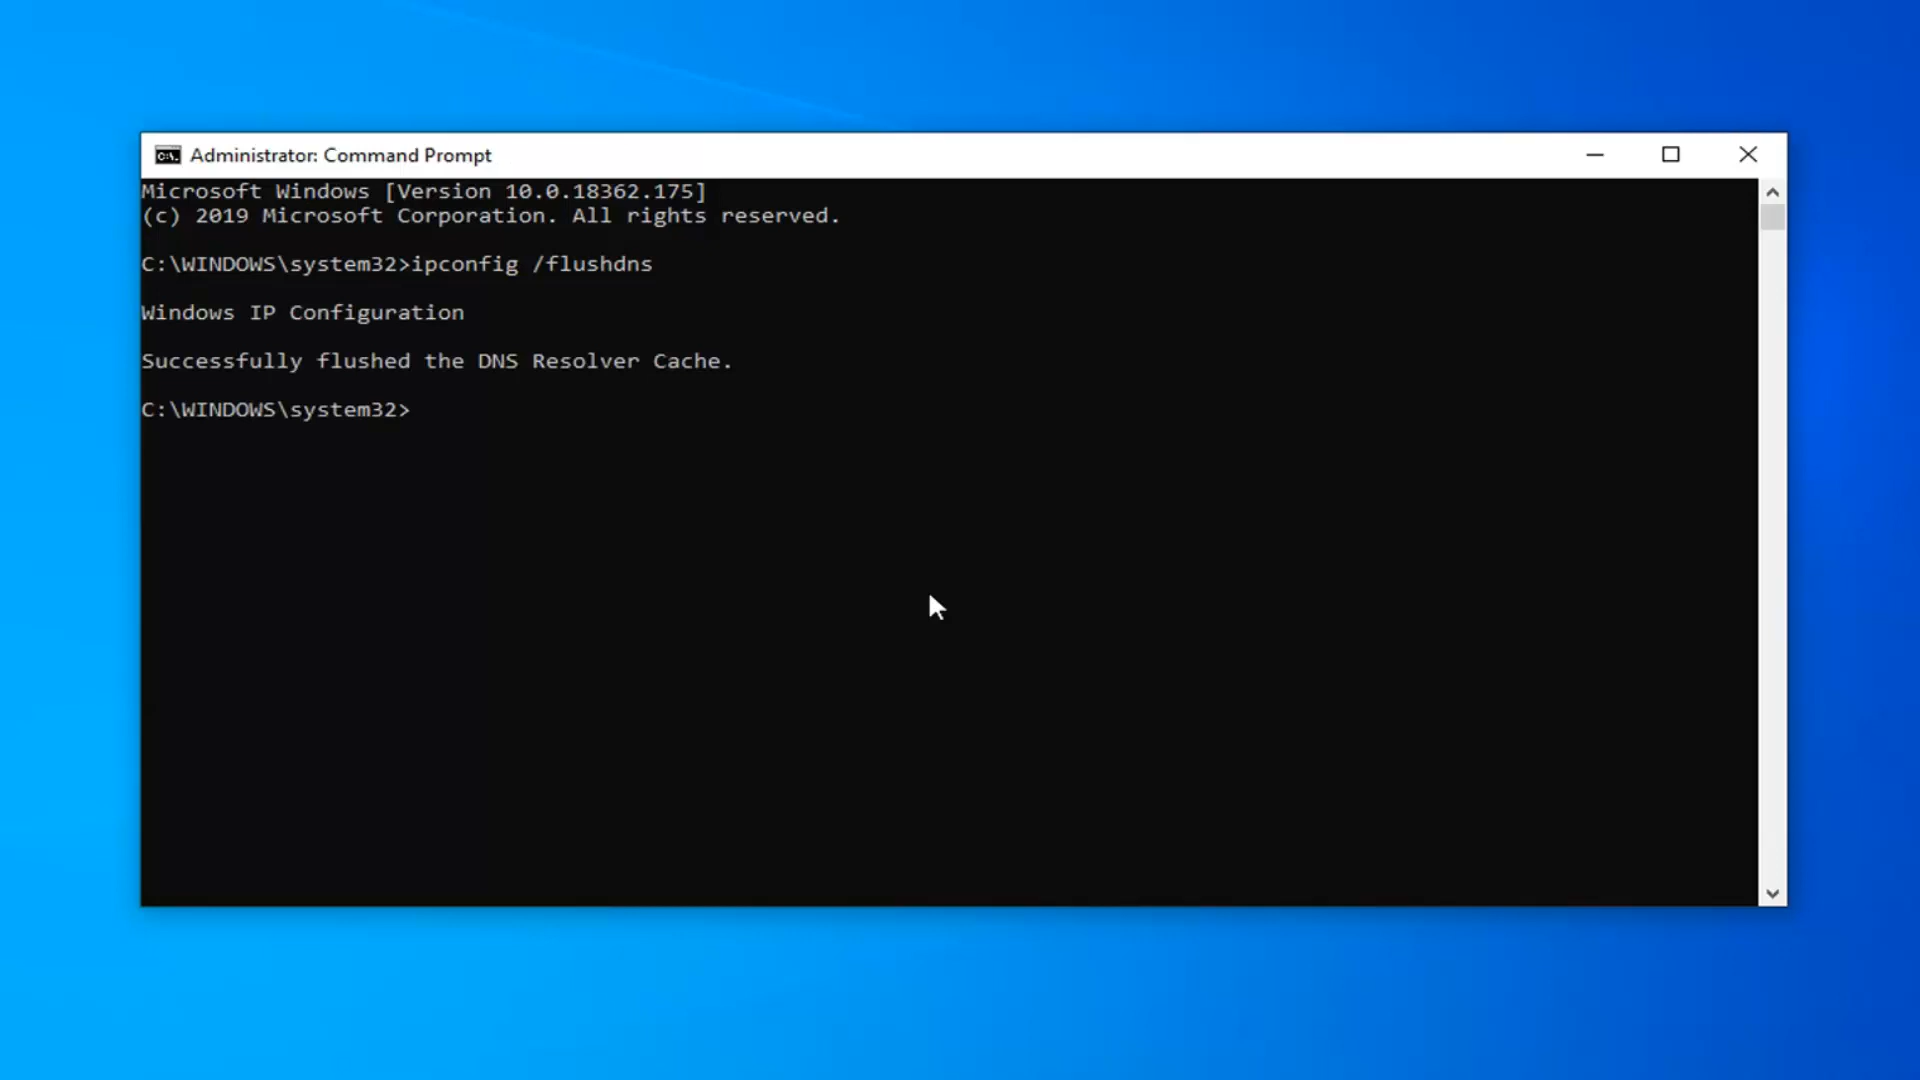 Administrator: Command Prompt
Microsoft Windows [Version 10.0.18362.175]
(c) 2019 Microsoft Corporation. All rights reserved.
C:\WINDOWS\system32>ipconfig /flushdns
Windows IP Configuration
Successfully flushed the DNS Resolver Cache.
C:\WINDOWS\system32>